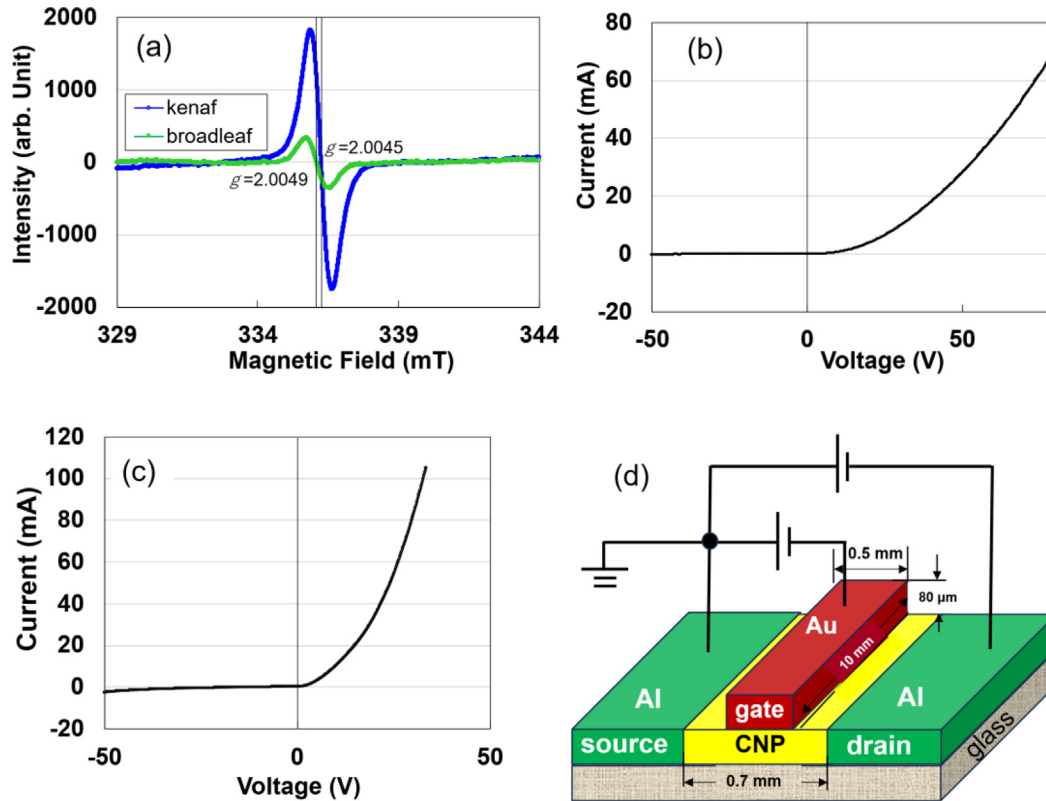 (a)
2000
1000
0
-1000
-2000
Intensity (arb. Unit)
kenaf
broadleaf
g=2.0045
g=2.0049
329
334
339
344
Magnetic Field (mT)
(b)
80
60
40
20
0
-20
Current (mA)
-50
0
50
Voltage (V)
(c)
120
100
80
60
40
20
0
-20
Current (mA)
-50
0
50
Voltage (V)
(d)
0.5 mm
80 μm
Au
10 mm
Al
Al
gate
source
CNP
drain
glass
0.7 mm